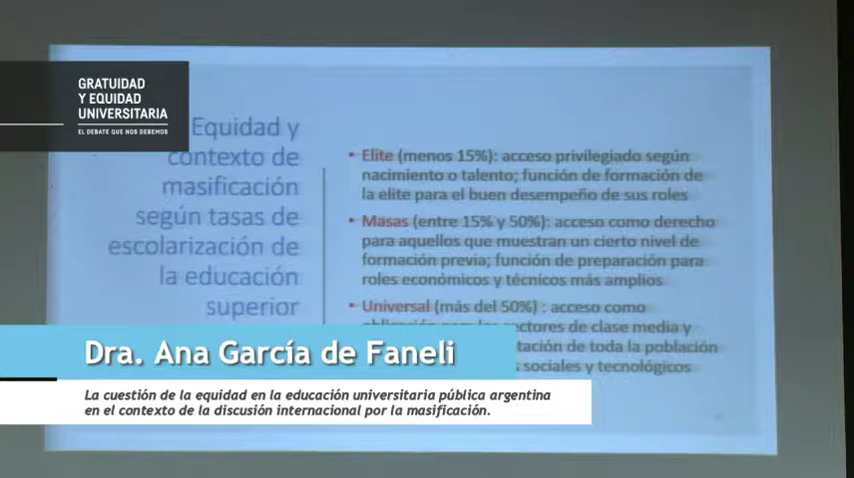 GRATUIDAD
Y EQUIDAD
UNIVERSITARIA
EL DEBATE QUE NOS DEBEMOS
Equidad y
contexto de
masificación
según tasas de
escolarización de
la educación
superior
• Elite (menos 15%): acceso privilegiado según
nacimiento o talento; función de formación de
la elite para el buen desempeño de sus roles
• Masas (entre 15% y 50%): acceso como derecho
para aquellos que muestran un cierto nivel de
formación previa; función de preparación para
roles económicos y técnicos más amplios
• Universal (más del 50%) : acceso como
sectores de clase media y
de toda la población
sociales y tecnológicos
Dra. Ana García de Faneli
La cuestión de la equidad en la educación universitaria pública argentina
en el contexto de la discusión internacional por la masificación.